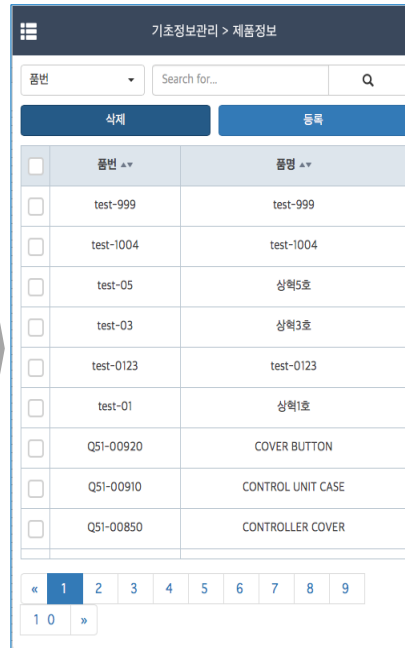 기초정보관리 > 제품정보
품번 Search for...
삭제 등록
품번 품명
test-999 test-999
test-1004 test-1004
test-05 상혁5호
test-03 상혁3호
test-0123 test-0123
test-01 상혁1호
Q51-00920 COVER BUTTON
Q51-00910 CONTROL UNIT CASE
Q51-00850 CONTROLLER COVER
« 1 2 3 4 5 6 7 8 9
10 »